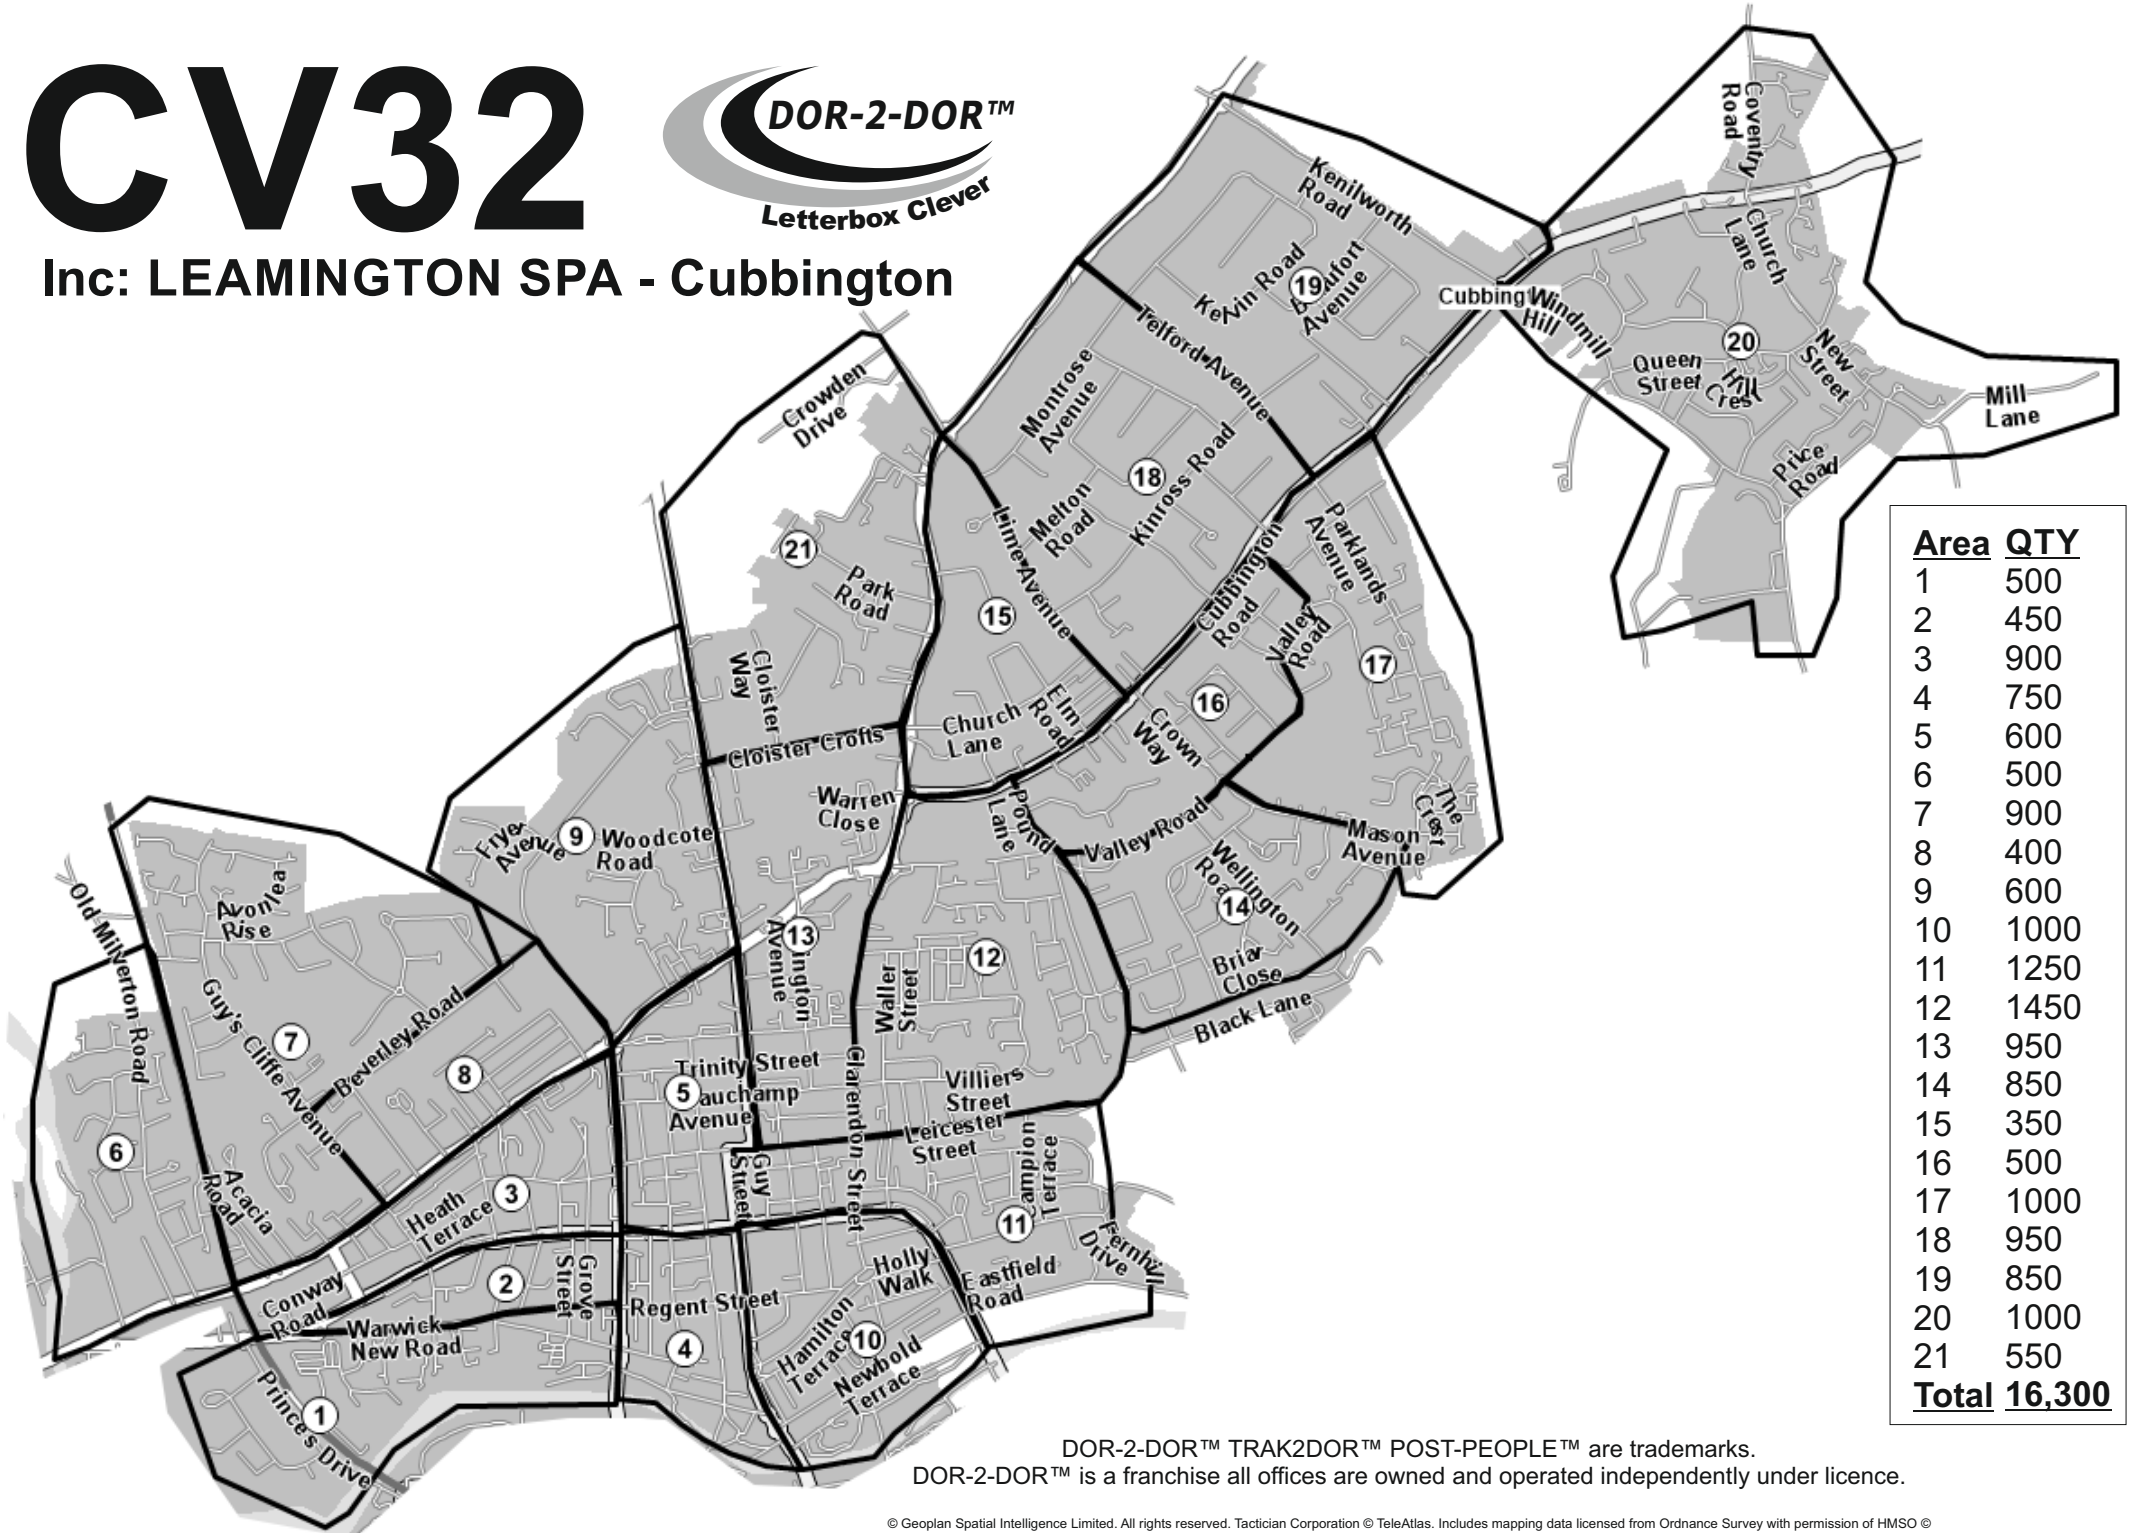 CV32
DOR-2-DOR™
Letterbox Clever
Inc: LEAMINGTON SPA - Cubbington
Coventry
Road
Kenilworth
Road
Church
Lane
Kelvin Road
19
Avenue
Windmill
Hill
Telford Avenue
20
New
Street
Queen
Street
Hill
Cres
Mill
Lane
Crowden
Drive
Montrose
Avenue
Price
Road
18
Kinross Road
Melton
Road
Lime Avenue
21
Park
Road
15
Cubbington
Road
Parklands
Avenue
Valley
Road
17
Cloister
Way
16
Elm
Road
Church
Lane
Crown
Way
Cloister Crofts
Warren
Close
Pound
Lane
The
Crest
Frye
Avenue
9
Woodcote
Road
Valley Road
Mason
Avenue
Wellington
Road
14
Avonlea
Rise
Old Milverton Road
13
Avenue
12
Briar
Close
Black Lane
Waller
Street
Guy's Cliffe Avenue
7
Beverley Road
8
Trinity Street
5
Avenue
Clarendon Street
Villiers
Street
Leicester
Street
Campion
Terrace
6
Acacia
Road
Guy
Street
3
Heath
Terrace
11
Fernhill
Drive
2
Grove
Street
Conway
Road
Holly
Walk
Eastfield
Road
Regent Street
Warwick
New Road
4
Hamilton
Terrace
10
Newbold
Terrace
Prince's Drive
1
Area QTY
1 500
2 450
3 900
4 750
5 600
6 500
7 900
8 400
9 600
10 1000
11 1250
12 1450
13 950
14 850
15 350
16 500
17 1000
18 950
19 850
20 1000
21 550
Total 16,300
DOR-2-DOR™ TRAK2DOR™ POST-PEOPLE™ are trademarks.
DOR-2-DOR™ is a franchise all offices are owned and operated independently under licence.
© Geoplan Spatial Intelligence Limited. All rights reserved. Tactician Corporation © TeleAtlas. Includes mapping data licensed from Ordnance Survey with permission of HMSO ©